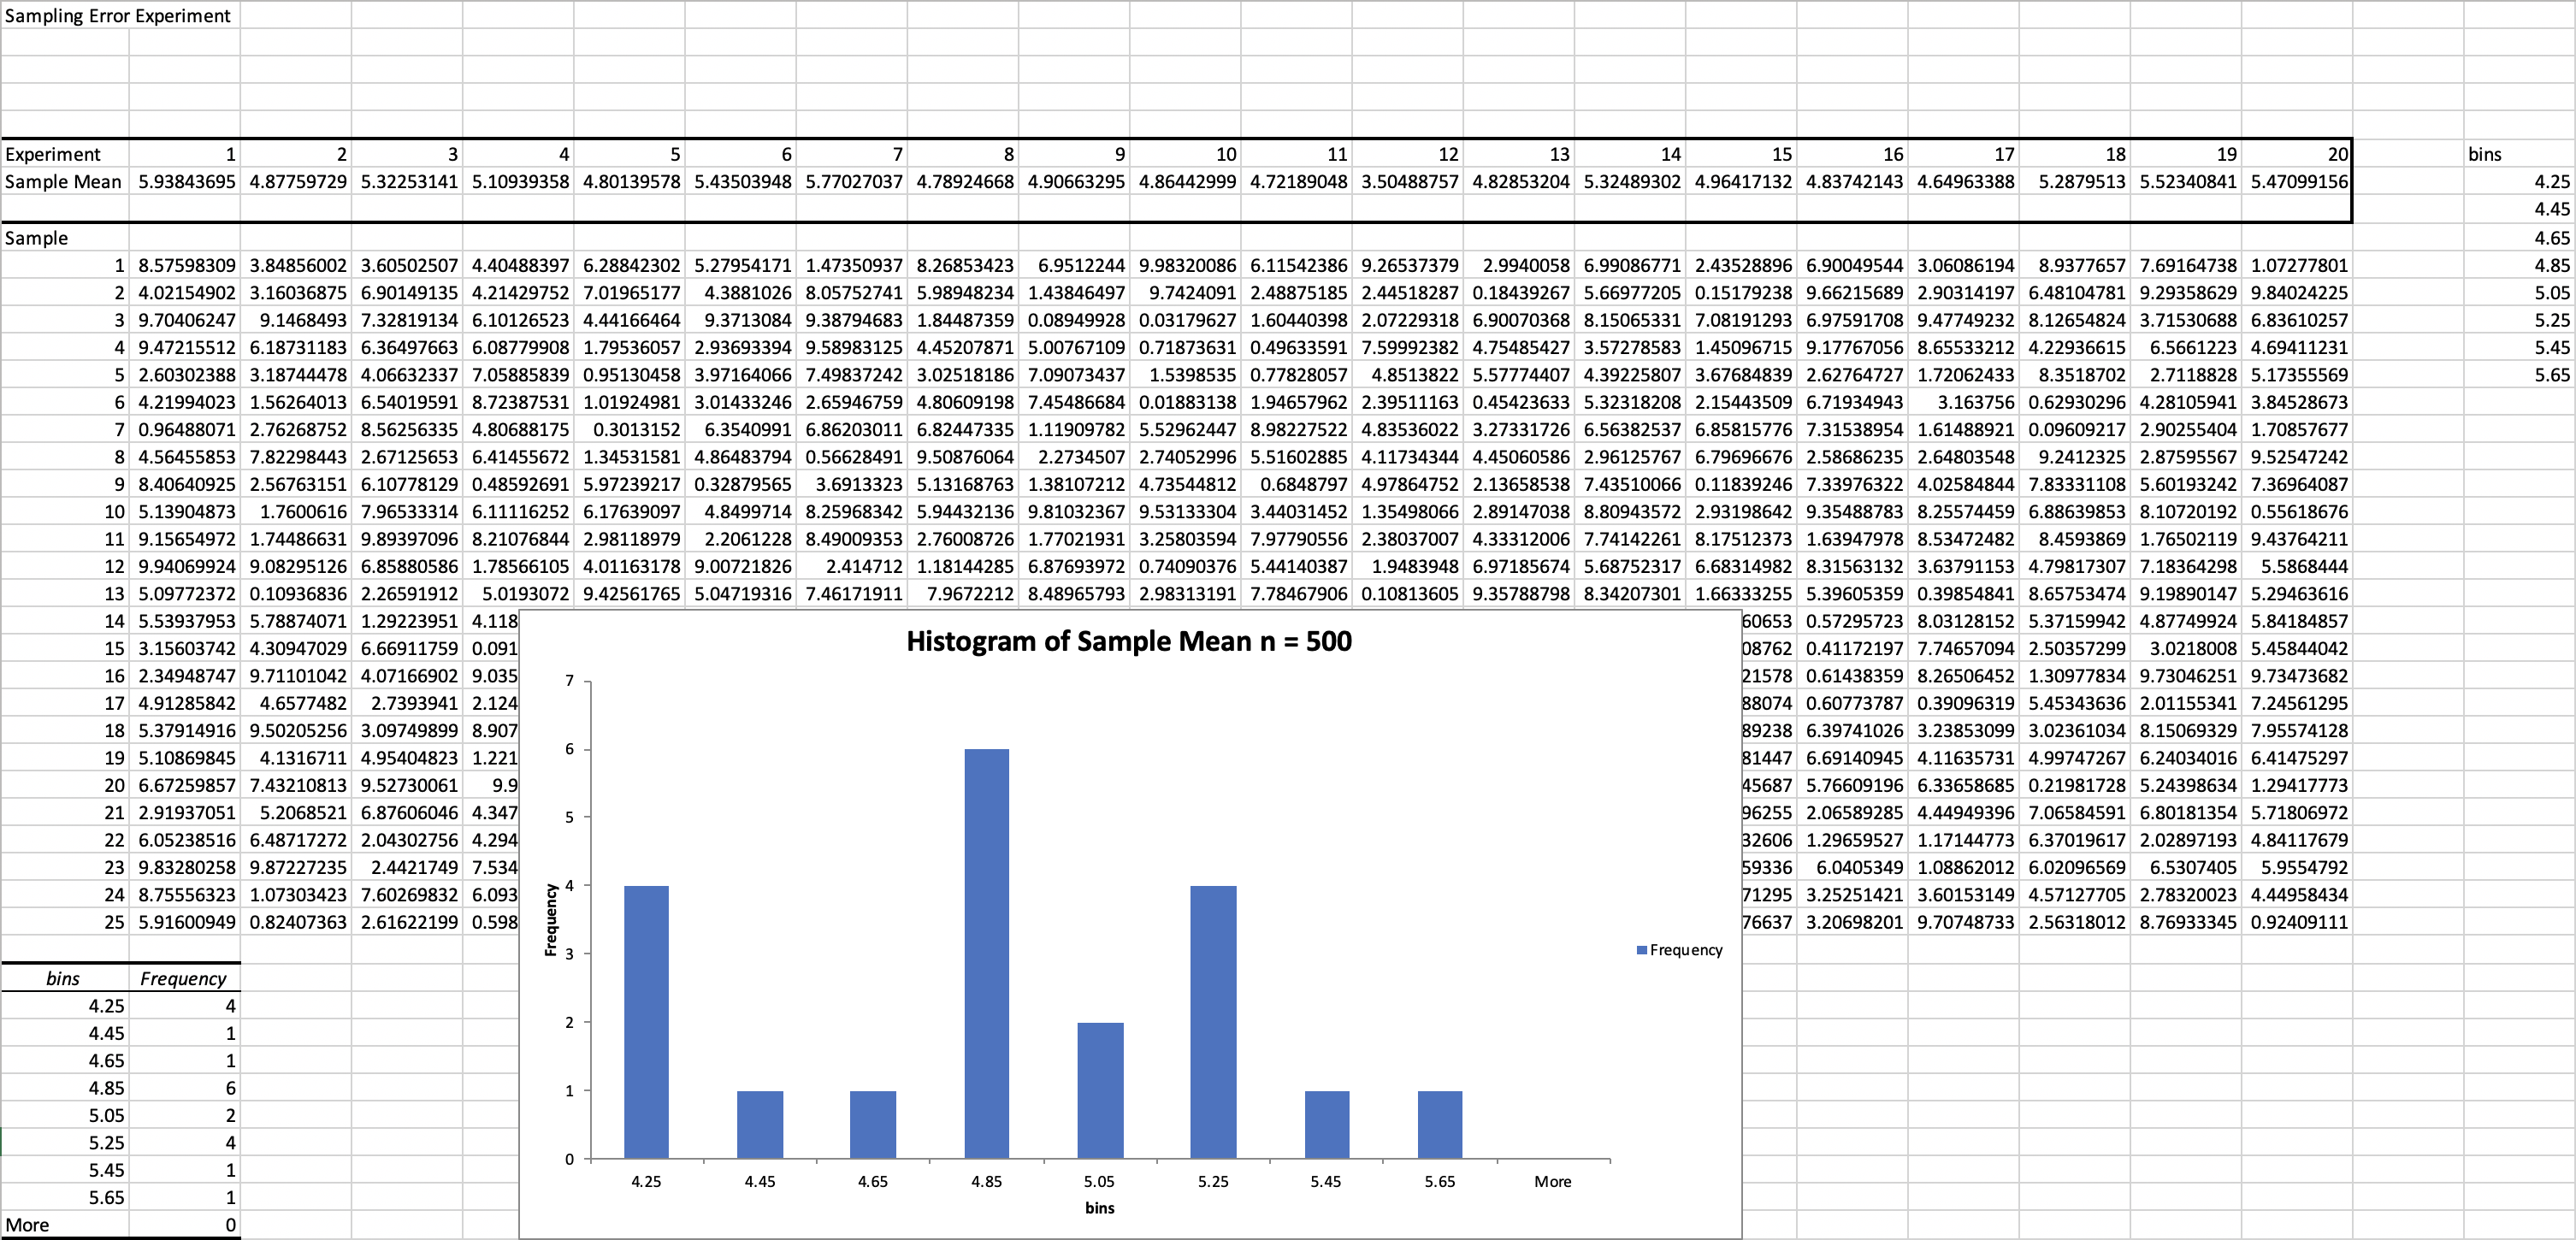 Sampling Error Experiment
Experiment 1 2 3 4 5 6 7 8 9 10 11 12 13 14 15 16 17 18 19 20 bins
Sample Mean 5.93843695 4.87759729 5.32253141 5.10939358 4.80139578 5.43503948 5.77027037 4.78924668 4.90663295 4.86442999 4.72189048 3.50488757 4.82853204 5.32489302 4.96417132 4.83742143 4.64963388 5.2879513 5.52340841 5.47099156 4.25
4.45
Sample 4.65
1 8.57598309 3.84856002 3.60502507 4.40488397 6.28842302 5.27954171 1.47350937 8.26853423 6.9512244 9.98320086 6.11542386 9.26537379 2.9940058 6.99086771 2.43528896 6.90049544 3.06086194 8.9377657 7.69164738 1.07277801 4.85
2 4.02154902 3.16036875 6.90149135 4.21429752 7.01965177 4.3881026 8.05752741 5.98948234 1.43846497 9.7424091 2.48875185 2.44518287 0.18439267 5.66977205 0.15179238 9.66215689 2.90314197 6.48104781 9.29358629 9.84024225 5.05
3 9.70406247 9.1468493 7.32819134 6.10126523 4.44166464 9.3713084 9.38794683 1.84487359 0.08949928 0.03179627 1.60440398 2.07229318 6.90070368 8.15065331 7.08191293 6.97591708 9.47749232 8.12654824 3.71530688 6.83610257 5.25
4 9.47215512 6.18731183 6.36497663 6.08779908 1.79536057 2.93693394 9.58983125 4.45207871 5.00767109 0.71873631 0.49633591 7.59992382 4.75485427 3.57278583 1.45096715 9.17767056 8.65533212 4.22936615 6.5661223 4.69411231 5.45
5 2.60302388 3.18744478 4.06632337 7.05885839 0.95130458 3.97164066 7.49837242 3.02518186 7.09073437 1.5398535 0.77828057 4.8513822 5.57774407 4.39225807 3.67684839 2.62764727 1.72062433 8.3518702 2.7118828 5.17355569 5.65
6 4.21994023 1.56264013 6.54019591 8.72387531 1.01924981 3.01433246 2.65946759 4.80609198 7.45486684 0.01883138 1.94657962 2.39511163 0.45423633 5.32318208 2.15443509 6.71934943 3.163756 0.62930296 4.28105941 3.84528673
7 0.96488071 2.76268752 8.56256335 4.80688175 0.3013152 6.3540991 6.86203011 6.82447335 1.11909782 5.52962447 8.98227522 4.83536022 3.27331726 6.56382537 6.85815776 7.31538954 1.61488921 0.09609217 2.90255404 1.70857677
8 4.56455853 7.82298443 2.67125653 6.41455672 1.34531581 4.86483794 0.56628491 9.50876064 2.2734507 2.74052996 5.51602885 4.11734344 4.45060586 2.96125767 6.79696676 2.58686235 2.64803548 9.2412325 2.87595567 9.52547242
9 8.40640925 2.56763151 6.10778129 0.48592691 5.97239217 0.32879565 3.6913323 5.13168763 1.38107212 4.73544812 0.6848797 4.97864752 2.13658538 7.43510066 0.11839246 7.33976322 4.02584844 7.83331108 5.60193242 7.36964087
10 5.13904873 1.7600616 7.96533314 6.11116252 6.17639097 4.8499714 8.25968342 5.94432136 9.81032367 9.53133304 3.44031452 1.35498066 2.89147038 8.80943572 2.93198642 9.35488783 8.25574459 6.88639853 8.10720192 0.55618676
11 9.15654972 1.74486631 9.89397096 8.21076844 2.98118979 2.2061228 8.49009353 2.76008726 1.77021931 3.25803594 7.97790556 2.38037007 4.33312006 7.74142261 8.17512373 1.63947978 8.53472482 8.4593869 1.76502119 9.43764211
12 9.94069924 9.08295126 6.85880586 1.78566105 4.01163178 9.00721826 2.414712 1.18144285 6.87693972 0.74090376 5.44140387 1.9483948 6.97185674 5.68752317 6.68314982 8.31563132 3.63791153 4.79817307 7.18364298 5.5868444
13 5.09772372 0.10936836 2.26591912 5.0193072 9.42561765 5.04719316 7.46171911 7.9672212 8.48965793 2.98313191 7.78467906 0.10813605 9.35788798 8.34207301 1.66333255 5.39605359 0.39854841 8.65753474 9.19890147 5.29463616
14 5.53937953 5.78874071 1.29223951 4.118 60653 0.57295723 8.03128152 5.37159942 4.87749924 5.84184857
15 3.15603742 4.30947029 6.66911759 0.091 08762 0.41172197 7.74657094 2.50357299 3.0218008 5.45844042
16 2.34948747 9.71101042 4.07166902 9.035 21578 0.61438359 8.26506452 1.30977834 9.73046251 9.73473682
17 4.91285842 4.6577482 2.7393941 2.124 88074 0.60773787 0.39096319 5.45343636 2.01155341 7.24561295
18 5.37914916 9.50205256 3.09749899 8.907 89238 6.39741026 3.23853099 3.02361034 8.15069329 7.95574128
19 5.10869845 4.1316711 4.95404823 1.221 81447 6.69140945 4.11635731 4.99747267 6.24034016 6.41475297
20 6.67259857 7.43210813 9.52730061 9.9 45687 5.76609196 6.33658685 0.21981728 5.24398634 1.29417773
21 2.91937051 5.2068521 6.87606046 4.347 96255 2.06589285 4.44949396 7.06584591 6.80181354 5.71806972
22 6.05238516 6.48717272 2.04302756 4.294 32606 1.29659527 1.17144773 6.37019617 2.02897193 4.84117679
23 9.83280258 9.87227235 2.4421749 7.534 59336 6.0405349 1.08862012 6.02096569 6.5307405 5.9554792
24 8.75556323 1.07303423 7.60269832 6.093 71295 3.25251421 3.60153149 4.57127705 2.78320023 4.44958434
25 5.91600949 0.82407363 2.61622199 0.598 76637 3.20698201 9.70748733 2.56318012 8.76933345 0.92409111
bins Frequency
4.25 4
4.45 1
4.65 1
4.85 6
5.05 2
5.25 4
5.45 1
5.65 1
More 0
Histogram of Sample Mean n = 500
7
6
5
4
3
2
1
0
Frequency
4.25 4.45 4.65 4.85 5.05 5.25 5.45 5.65 More
bins
Frequency